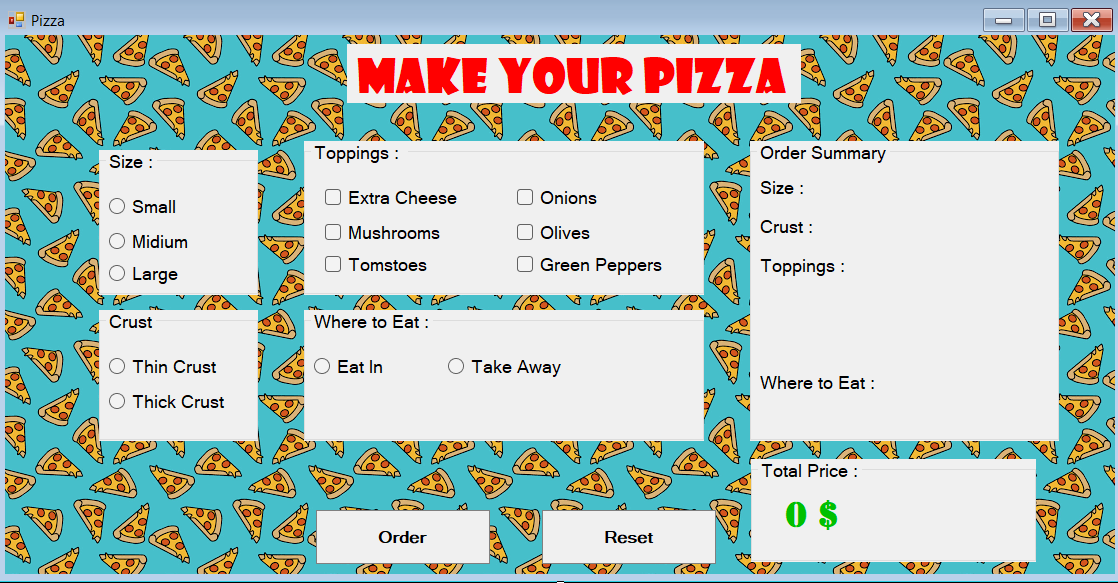 Pizza
MAKE YOUR PIZZA
Size :
Small
Midium
Large
Toppings :
Extra Cheese
Onions
Mushrooms
Olives
Tomstoes
Green Peppers
Crust
Thin Crust
Thick Crust
Where to Eat :
Eat In
Take Away
Order Summary
Size :
Crust :
Toppings :
Where to Eat :
Total Price :
0 $
Order
Reset